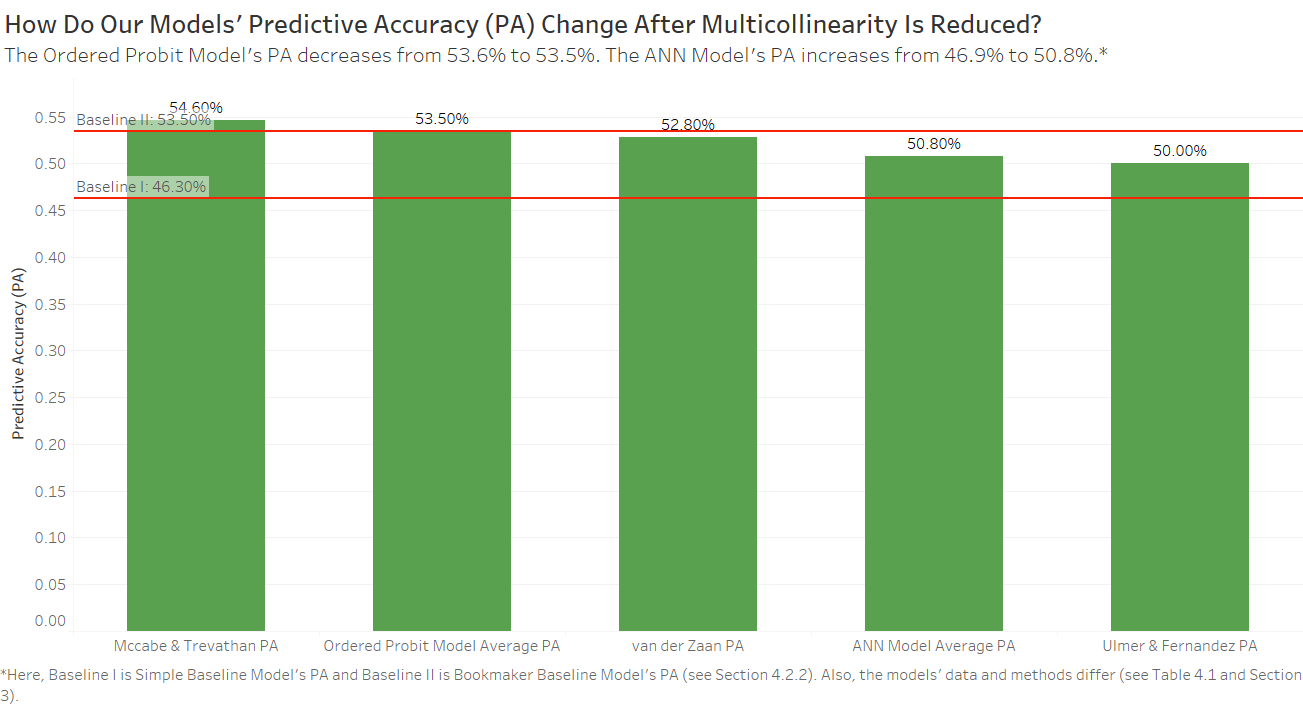 How Do Our Models' Predictive Accuracy (PA) Change After Multicollinearity Is Reduced?
The Ordered Probit Model's PA decreases from 53.6% to 53.5%. The ANN Model's PA increases from 46.9% to 50.8%.*
54.60%
Baseline II: 53.50%
53.50%
52.80%
50.80%
50.00%
Baseline I: 46.30%
Predictive Accuracy (PA)
0.55
0.50
0.45
0.40
0.35
0.30
0.25
0.20
0.15
0.10
0.05
0.00
Mccabe & Trevathan PA
Ordered Probit Model Average PA
van der Zaan PA
ANN Model Average PA
Ulmer & Fernandez PA
*Here, Baseline I is Simple Baseline Model's PA and Baseline II is Bookmaker Baseline Model's PA (see Section 4.2.2). Also, the models' data and methods differ (see Table 4.1 and Section
3).